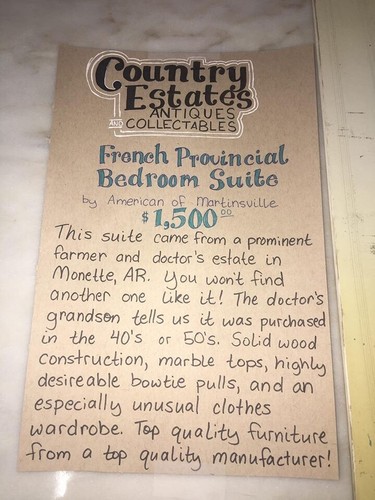 Country
Estates
ANTIQUES
AND COLLECTABLES
French Provincial
Bedroom Suite
by American of Martinsville
$1,500.00
This suite came from a prominent
farmer and doctor's estate in
Monette, AR. You won't find
another one like it! The doctor's
grandson tells us it was purchased
in the 40's or 50's. Solid wood
construction, marble tops, highly
desireable bowtie pulls, and an
especially unusual clothes
wardrobe. Top quality furniture
from a top quality manufacturer!